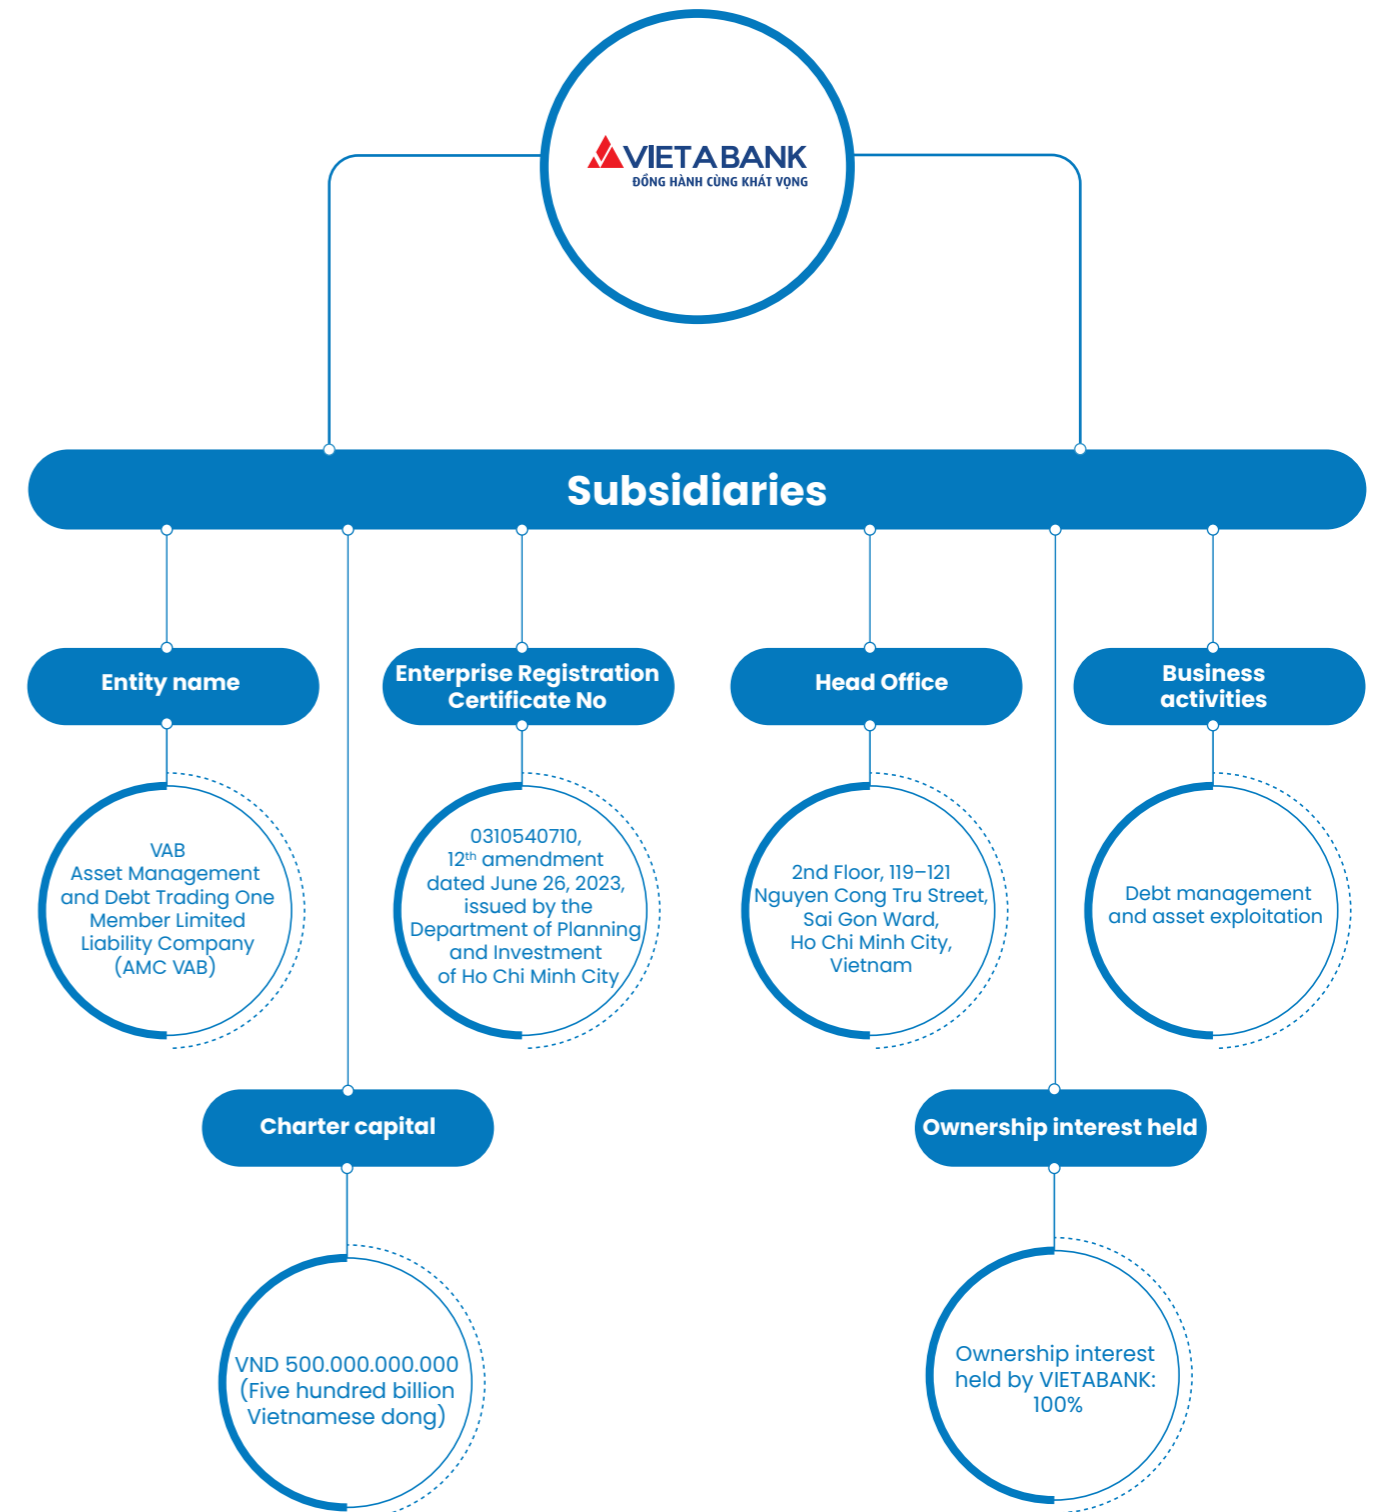 VIETABANK
ĐỒNG HÀNH CÙNG KHÁT VỌNG
Subsidiaries
Entity name
VAB
Asset Management
and Debt Trading One
Member Limited
Liability Company
(AMC VAB)
Enterprise Registration
Certificate No
0310540710,
12th amendment
dated June 26, 2023,
issued by the
Department of Planning
and Investment
of Ho Chi Minh City
Head Office
2nd Floor, 119–121
Nguyen Cong Tru Street,
Sai Gon Ward,
Ho Chi Minh City,
Vietnam
Business
activities
Debt management
and asset exploitation
Charter capital
VND 500.000.000.000
(Five hundred billion
Vietnamese dong)
Ownership interest held
Ownership interest
held by VIETABANK:
100%